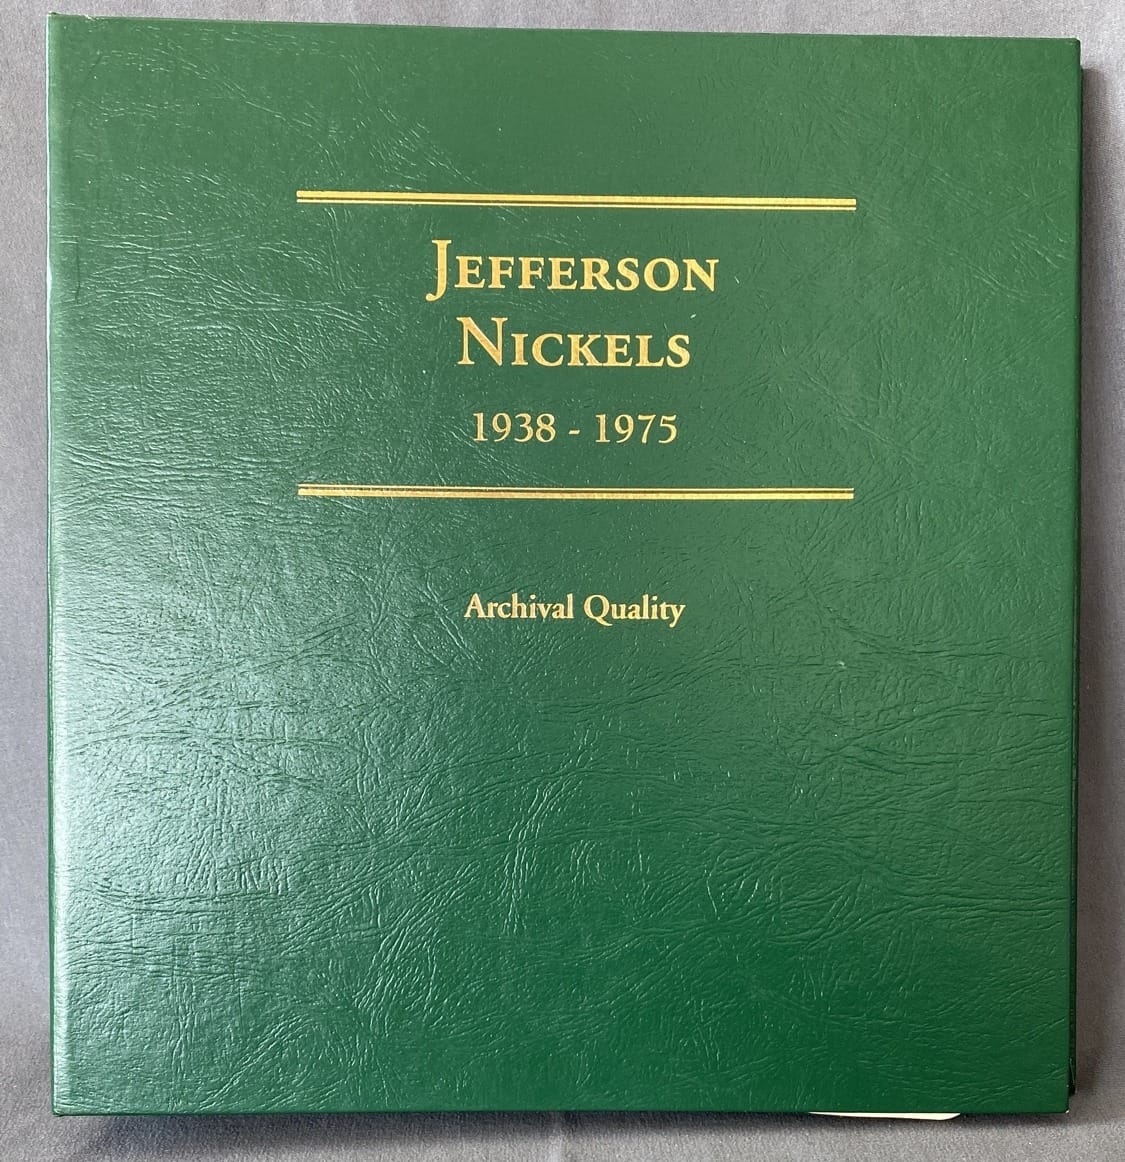 Jefferson
Nickels
1938 - 1975
Archival Quality